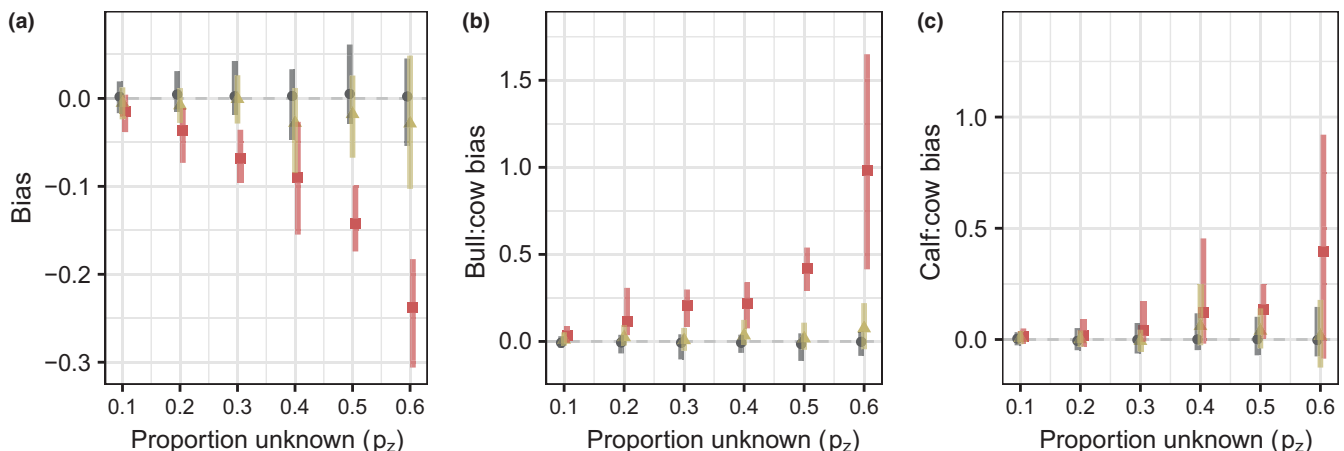 (a)
Bias
0.0
−0.1
−0.2
−0.3
0.1 0.2 0.3 0.4 0.5 0.6
Proportion unknown (pz)
(b)
Bull:cow bias
1.5
1.0
0.5
0.0
0.1 0.2 0.3 0.4 0.5 0.6
Proportion unknown (pz)
(c)
Calf:cow bias
1.0
0.5
0.0
0.1 0.2 0.3 0.4 0.5 0.6
Proportion unknown (pz)